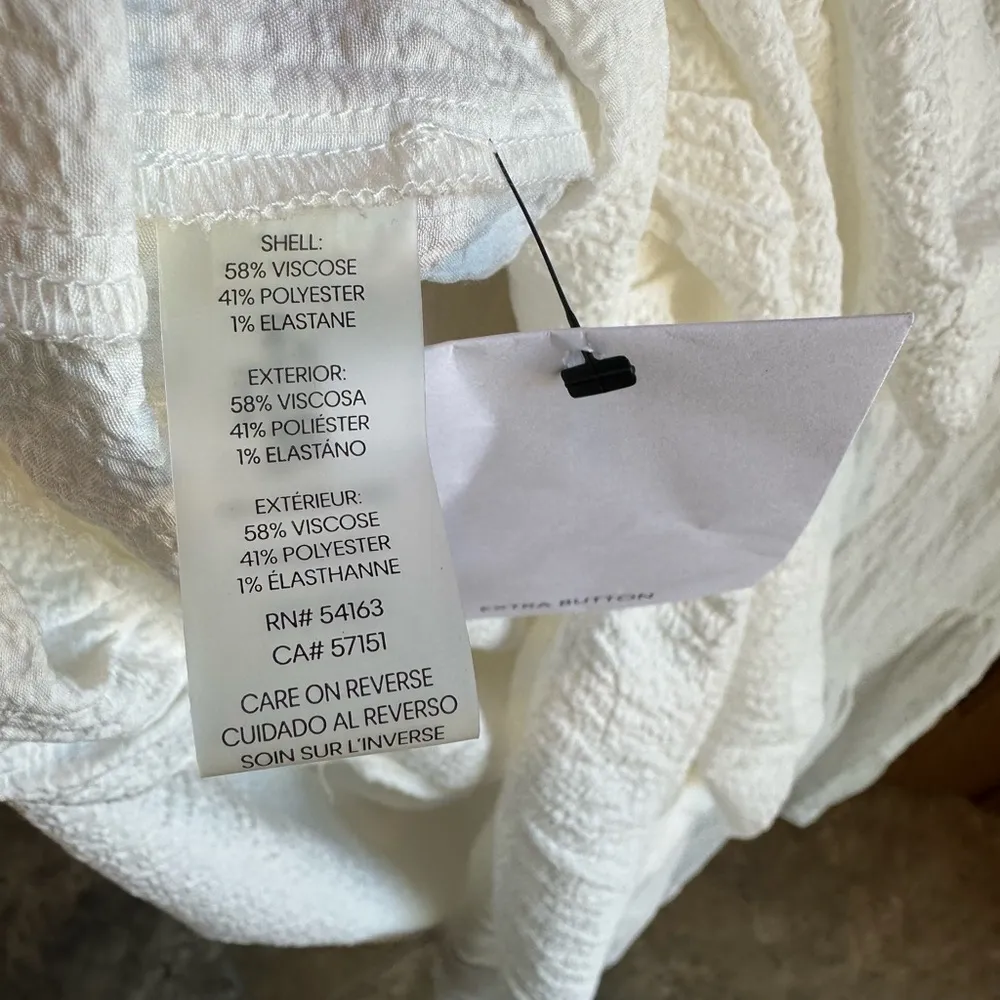 SHELL:
58% VISCOSE
41% POLYESTER
1% ELASTANE
EXTERIOR:
58% VISCOSA
41% POLIÉSTER
1% ELASTÁNO
EXTÉRIEUR:
58% VISCOSE
41% POLYESTER
1% ÉLASTHANNE
RN# 54163
CA# 57151
CARE ON REVERSE
CUIDADO AL REVERSO
SOIN SUR L'INVERSE
EXTRA BUTTON